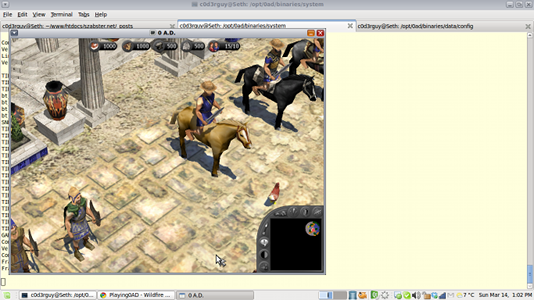 c0d3rguy@Seth: /opt/0ad/binaries/system
File Edit View Terminal Tabs Help
c0d3rguy@Seth: ~/www/htdocs/szabster.net/_posts
c0d3rguy@Seth: /opt/0ad/binaries/system
c0d3rguy@Seth: /opt/0ad/binaries/data/config
0 A.D.
1000 1000 500 500 15/10
c0d3rguy@Seth: /opt/0...
Playing0AD - Wildfire ...
0 A.D.
7 °C Sun Mar 14, 1:02 PM